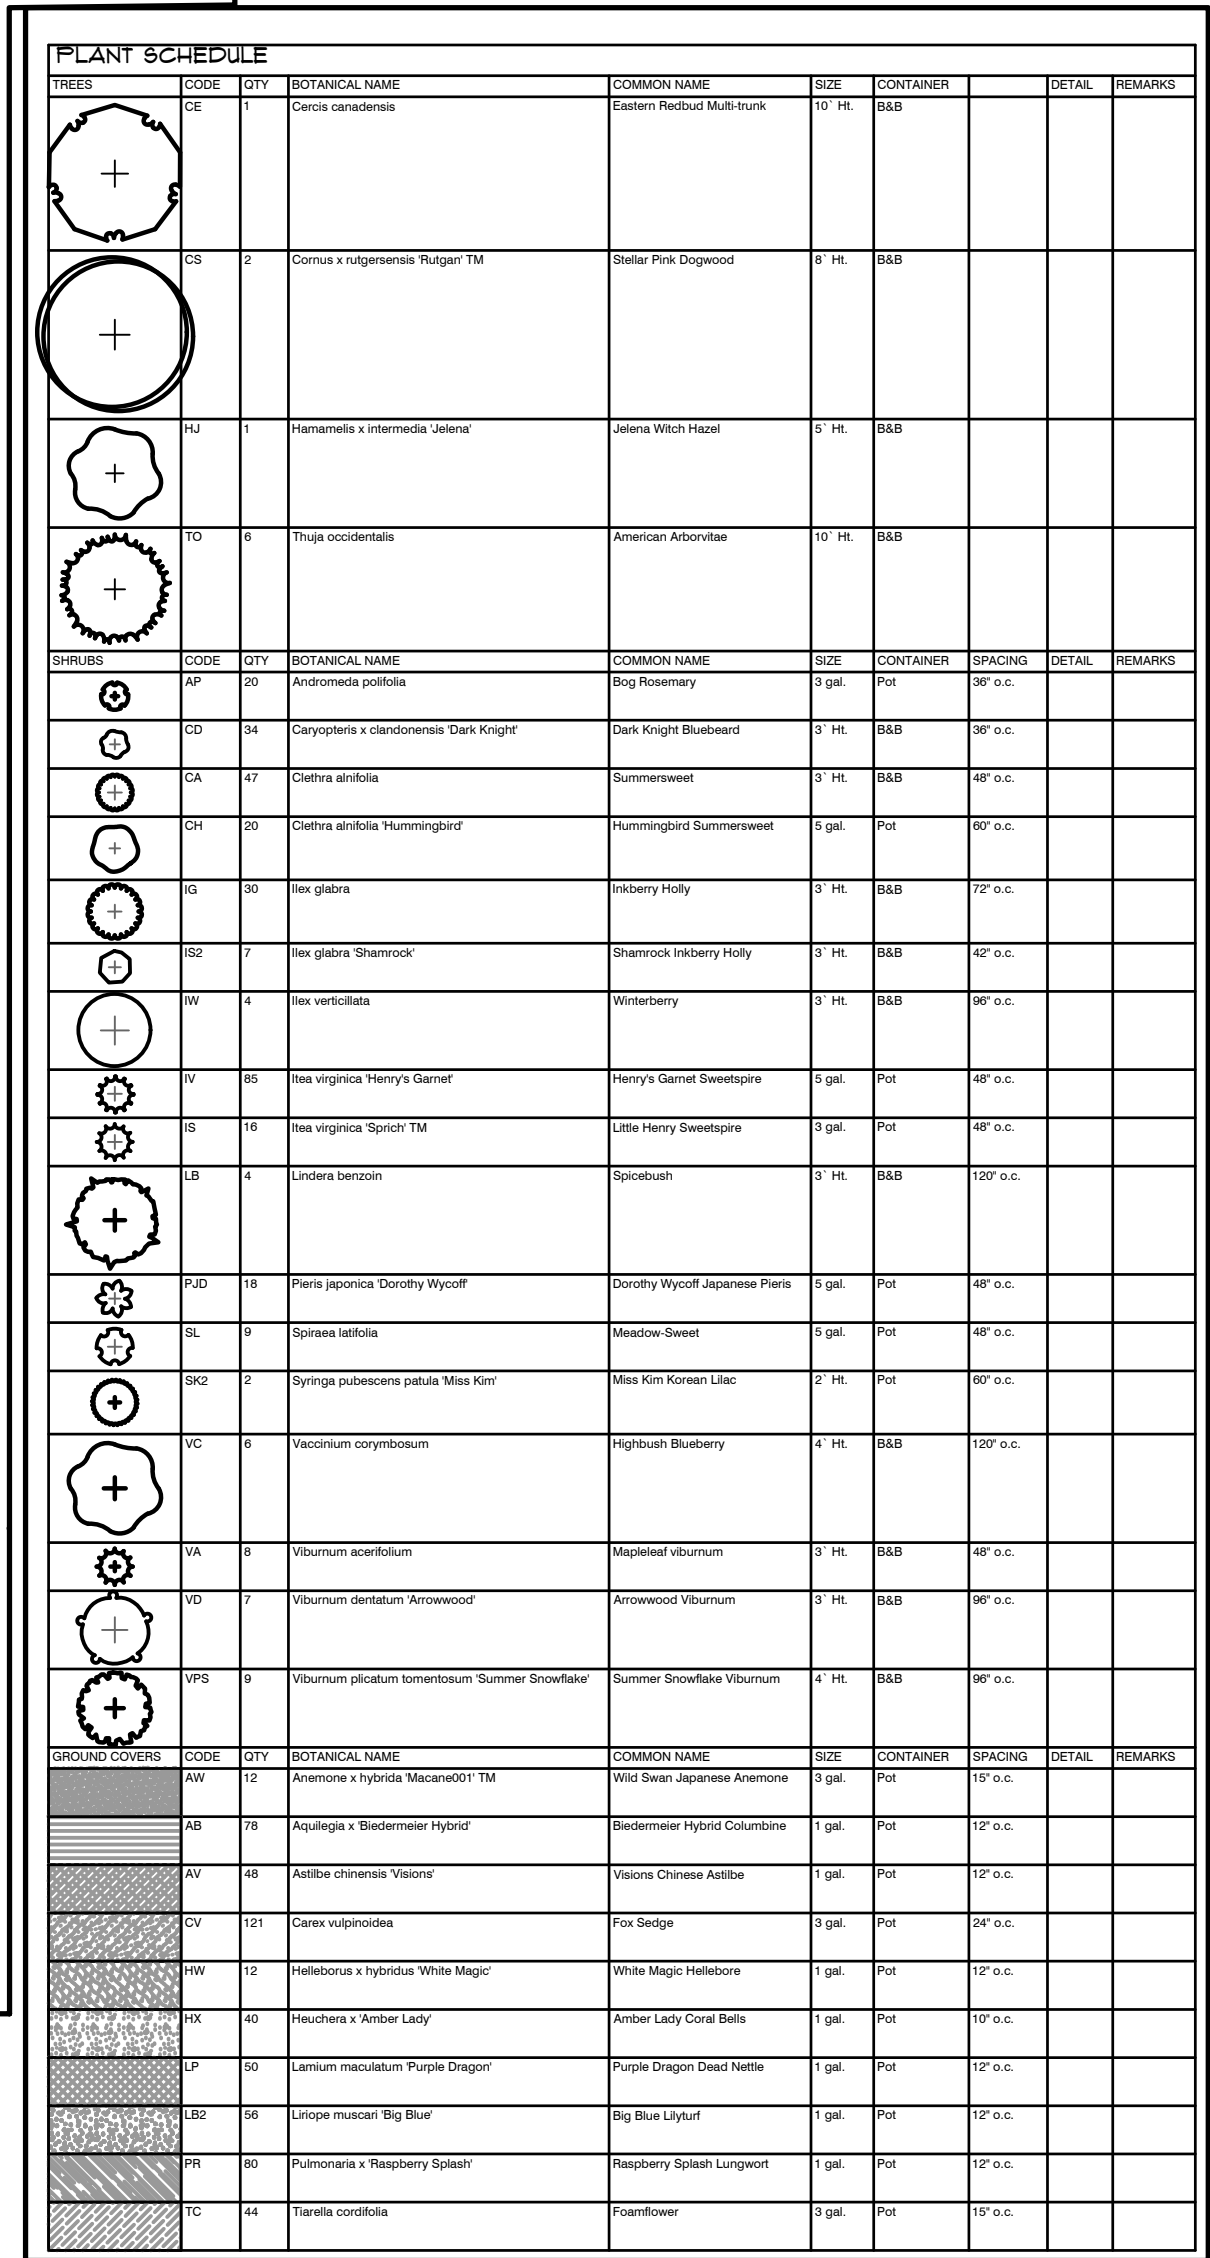 PLANT SCHEDULE
TREES CODE QTY BOTANICAL NAME COMMON NAME SIZE CONTAINER DETAIL REMARKS
CE 1 Cercis canadensis Eastern Redbud Multi-trunk 10` Ht. B&B
CS 2 Cornus x rutgersensis 'Rutgan' TM Stellar Pink Dogwood 8` Ht. B&B
HJ 1 Hamamelis x intermedia 'Jelena' Jelena Witch Hazel 5` Ht. B&B
TO 6 Thuja occidentalis American Arborvitae 10` Ht. B&B
SHRUBS CODE QTY BOTANICAL NAME COMMON NAME SIZE CONTAINER SPACING DETAIL REMARKS
AP 20 Andromeda polifolia Bog Rosemary 3 gal. Pot 36" o.c.
CD 34 Caryopteris x clandonensis 'Dark Knight' Dark Knight Bluebeard 3` Ht. B&B 36" o.c.
CA 47 Clethra alnifolia Summersweet 3` Ht. B&B 48" o.c.
CH 20 Clethra alnifolia 'Hummingbird' Hummingbird Summersweet 5 gal. Pot 60" o.c.
IG 30 Ilex glabra Inkberry Holly 3` Ht. B&B 72" o.c.
IS2 7 Ilex glabra 'Shamrock' Shamrock Inkberry Holly 3` Ht. B&B 42" o.c.
IW 4 Ilex verticillata Winterberry 3` Ht. B&B 96" o.c.
IV 85 Itea virginica 'Henry's Garnet' Henry's Garnet Sweetspire 5 gal. Pot 48" o.c.
IS 16 Itea virginica 'Sprich' TM Little Henry Sweetspire 3 gal. Pot 48" o.c.
LB 4 Lindera benzoin Spicebush 3` Ht. B&B 120" o.c.
PJD 18 Pieris japonica 'Dorothy Wycoff' Dorothy Wycoff Japanese Pieris 5 gal. Pot 48" o.c.
SL 9 Spiraea latifolia Meadow-Sweet 5 gal. Pot 48" o.c.
SK2 2 Syringa pubescens patula 'Miss Kim' Miss Kim Korean Lilac 2` Ht. Pot 60" o.c.
VC 6 Vaccinium corymbosum Highbush Blueberry 4` Ht. B&B 120" o.c.
VA 8 Viburnum acerifolium Mapleleaf viburnum 3` Ht. B&B 48" o.c.
VD 7 Viburnum dentatum 'Arrowwood' Arrowwood Viburnum 3` Ht. B&B 96" o.c.
VPS 9 Viburnum plicatum tomentosum 'Summer Snowflake' Summer Snowflake Viburnum 4` Ht. B&B 96" o.c.
GROUND COVERS CODE QTY BOTANICAL NAME COMMON NAME SIZE CONTAINER SPACING DETAIL REMARKS
AW 12 Anemone x hybrida 'Macane001' TM Wild Swan Japanese Anemone 3 gal. Pot 15" o.c.
AB 78 Aquilegia x 'Biedermeier Hybrid' Biedermeier Hybrid Columbine 1 gal. Pot 12" o.c.
AV 48 Astilbe chinensis 'Visions' Visions Chinese Astilbe 1 gal. Pot 12" o.c.
CV 121 Carex vulpinoidea Fox Sedge 3 gal. Pot 24" o.c.
HW 12 Helleborus x hybridus 'White Magic' White Magic Hellebore 1 gal. Pot 12" o.c.
HX 40 Heuchera x 'Amber Lady' Amber Lady Coral Bells 1 gal. Pot 10" o.c.
LP 50 Lamium maculatum 'Purple Dragon' Purple Dragon Dead Nettle 1 gal. Pot 12" o.c.
LB2 56 Liriope muscari 'Big Blue' Big Blue Lilyturf 1 gal. Pot 12" o.c.
PR 80 Pulmonaria x 'Raspberry Splash' Raspberry Splash Lungwort 1 gal. Pot 12" o.c.
TC 44 Tiarella cordifolia Foamflower 3 gal. Pot 15" o.c.